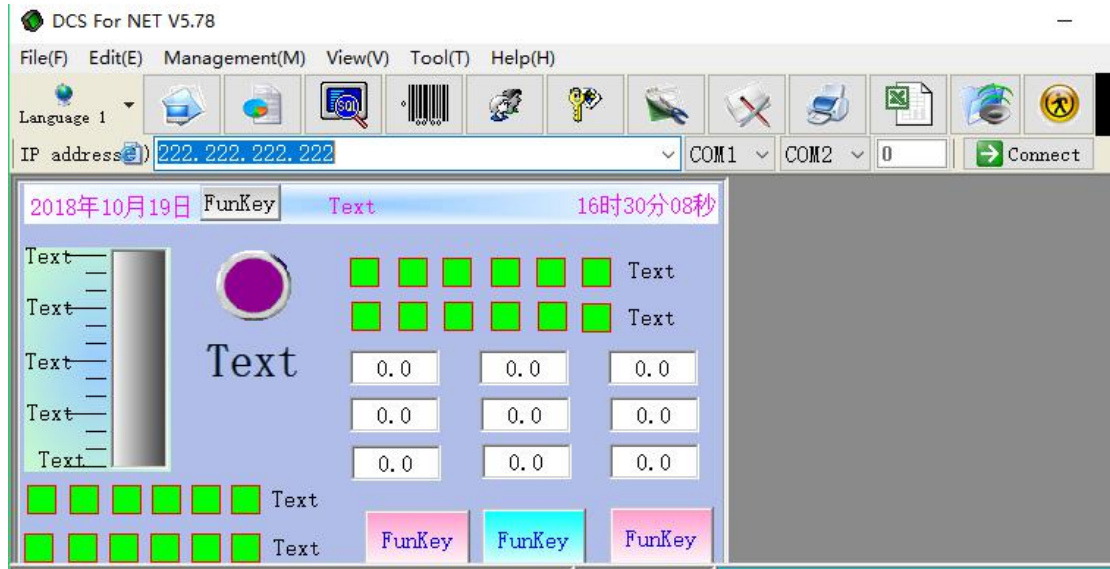 DCS For NET V5.78
File(F) Edit(E) Management(M) View(V) Tool(T) Help(H)
Language 1 SQL
IP address) 222.222.222.222 COM1 COM2 0 Connect
2018年10月19日 FunKey Text 16时30分08秒
Text
Text
Text
Text
Text
Text
Text
Text
0.0 0.0 0.0
0.0 0.0 0.0
0.0 0.0 0.0
Text
Text
FunKey FunKey FunKey